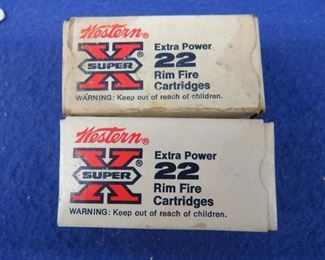 Western®
X
SUPER®
Extra Power
22
Rim Fire
Cartridges
WARNING: Keep out of reach of children.
Western®
X
SUPER®
Extra Power
22
Rim Fire
Cartridges
WARNING: Keep out of reach of children.